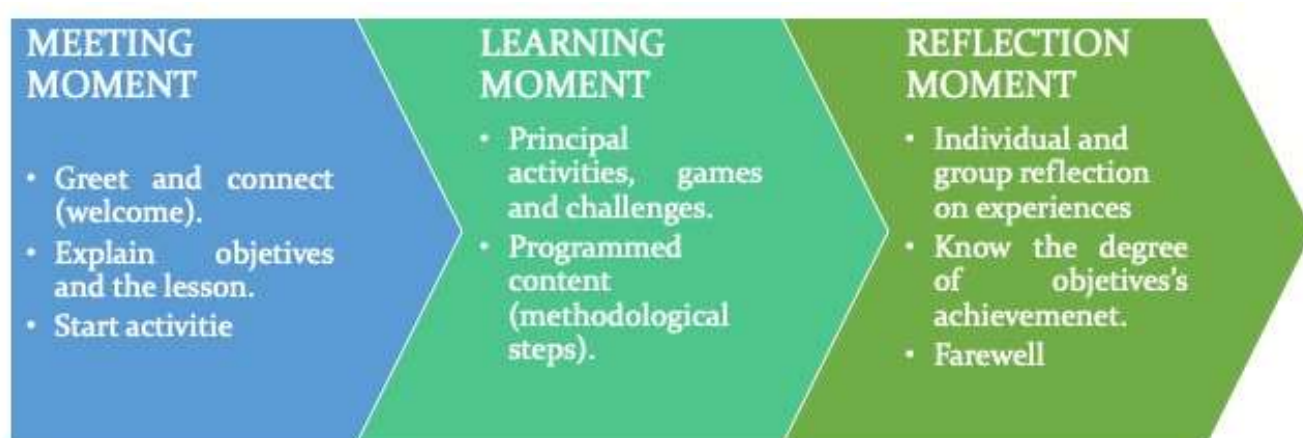 MEETING
MOMENT
• Greet and connect
(welcome).
• Explain objetives
and the lesson.
• Start activitie
LEARNING
MOMENT
• Principal
activities, games
and challenges.
• Programmed
content
(methodological
steps).
REFLECTION
MOMENT
• Individual and
group reflection
on experiences
• Know the degree
of objetives's
achievemenet.
• Farewell